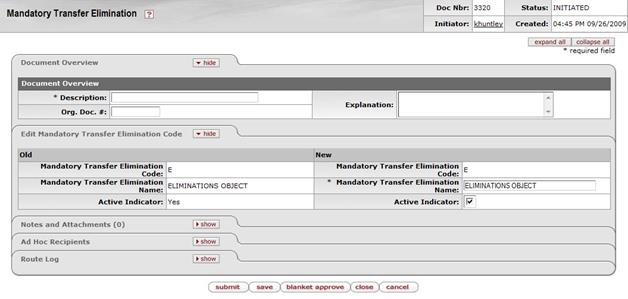 Mandatory Transfer Elimination ?
Doc Nbr: 3320 Status: INITIATED
Initiator: khuntley Created: 04:45 PM 09/26/2009
expand all collapse all
* required field
Document Overview hide
Document Overview
* Description: Explanation:
Org. Doc. #:
Edit Mandatory Transfer Elimination Code hide
Old New
Mandatory Transfer Elimination Code: E Mandatory Transfer Elimination Code: E
Mandatory Transfer Elimination Name: ELIMINATIONS OBJECT * Mandatory Transfer Elimination Name: ELIMINATIONS OBJECT
Active Indicator: Yes Active Indicator:
Notes and Attachments (0) show
Ad Hoc Recipients show
Route Log show
submit save blanket approve close cancel